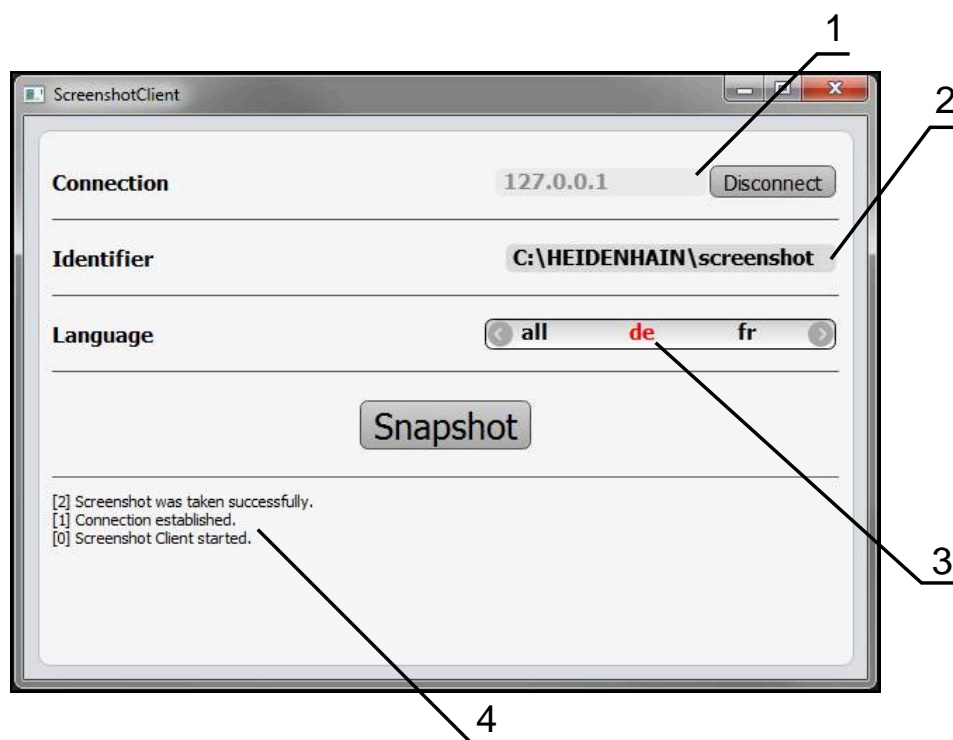 1
ScreenshotClient
2
Connection 127.0.0.1 Disconnect
Identifier C:\HEIDENHAIN\screenshot
Language all de fr
Snapshot
[2] Screenshot was taken successfully.
[1] Connection established.
[0] Screenshot Client started.
3
4